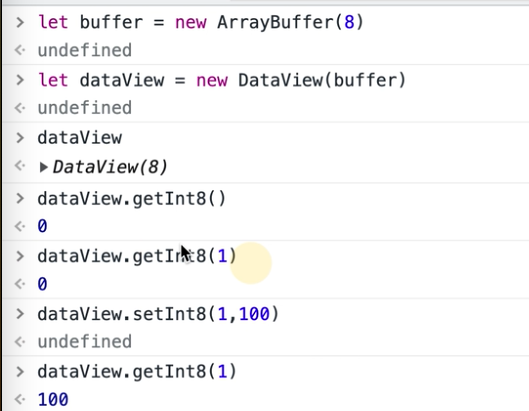 > let buffer = new ArrayBuffer(8)
< undefined
> let dataView = new DataView(buffer)
< undefined
> dataView
< ▶ DataView(8)
> dataView.getInt8()
< 0
> dataView.getInt8(1)
< 0
> dataView.setInt8(1,100)
< undefined
> dataView.getInt8(1)
< 100